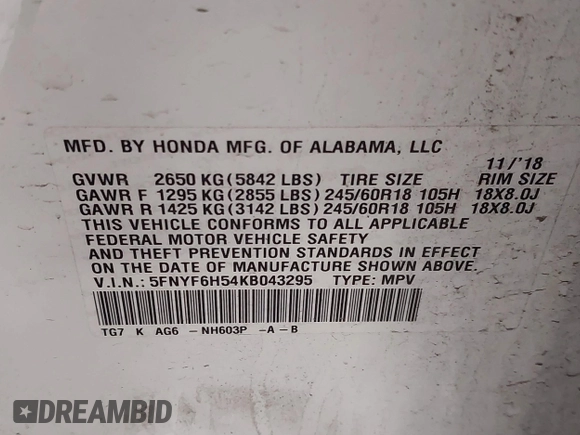 MFD. BY HONDA MFG. OF ALABAMA, LLC
11/'18
GVWR 2650 KG (5842 LBS) TIRE SIZE RIM SIZE
GAWR F 1295 KG (2855 LBS) 245/60R18 105H 18X8.0J
GAWR R 1425 KG (3142 LBS) 245/60R18 105H 18X8.0J
THIS VEHICLE CONFORMS TO ALL APPLICABLE
FEDERAL MOTOR VEHICLE SAFETY
AND THEFT PREVENTION STANDARDS IN EFFECT
ON THE DATE OF MANUFACTURE SHOWN ABOVE.
V.I.N.: 5FNYF6H54KB043295 TYPE: MPV
TG7 K AG6 -NH603P -A-B
DREAMBID